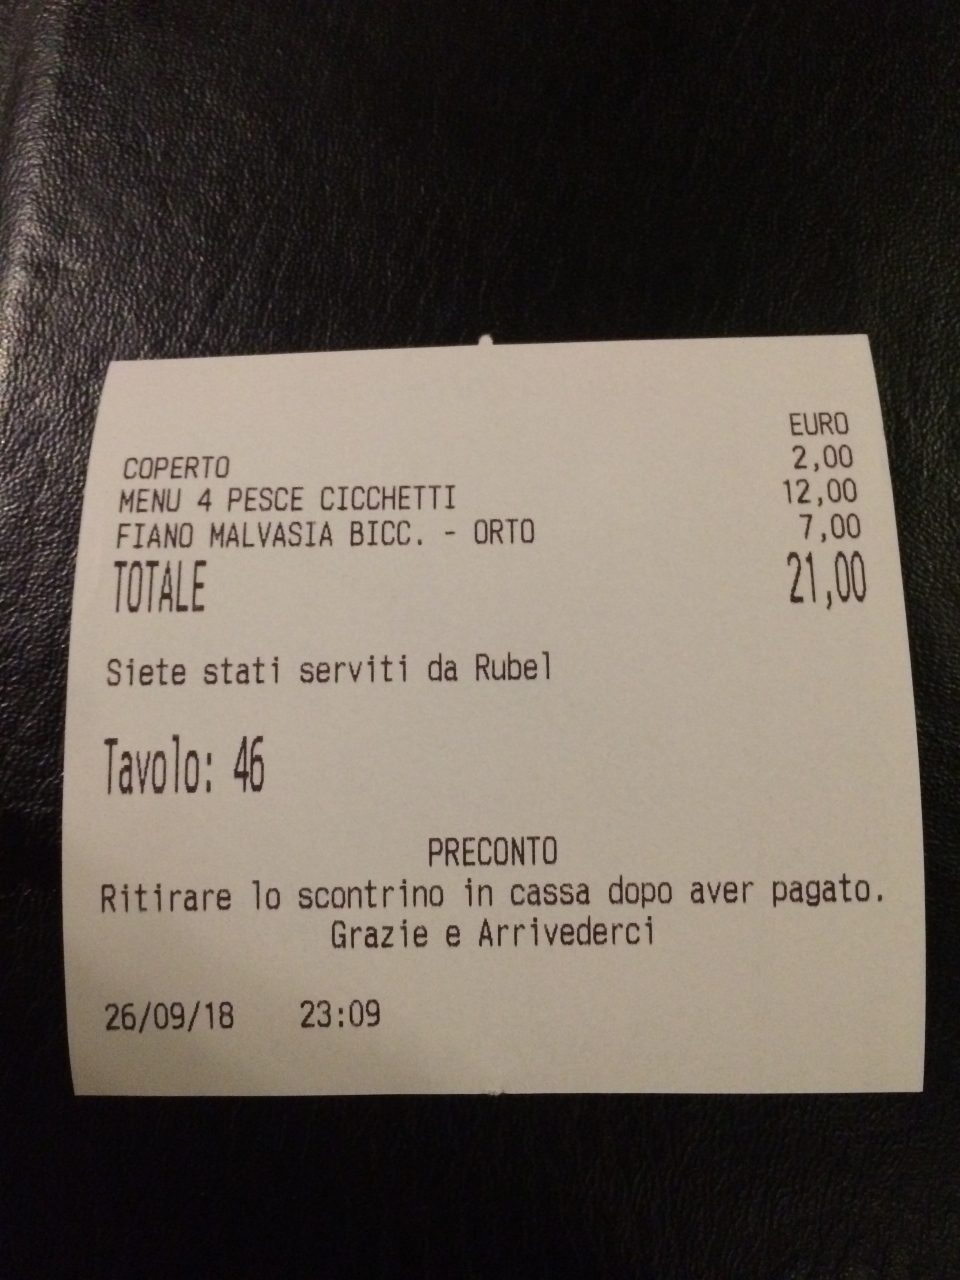 EURO
COPERTO 2,00
MENU 4 PESCE CICCHETTI 12,00
FIANO MALVASIA BICC. - ORTO 7,00
TOTALE 21,00
Siete stati serviti da Rubel
Tavolo: 46
PRECONTO
Ritirare lo scontrino in cassa dopo aver pagato.
Grazie e Arrivederci
26/09/18 23:09